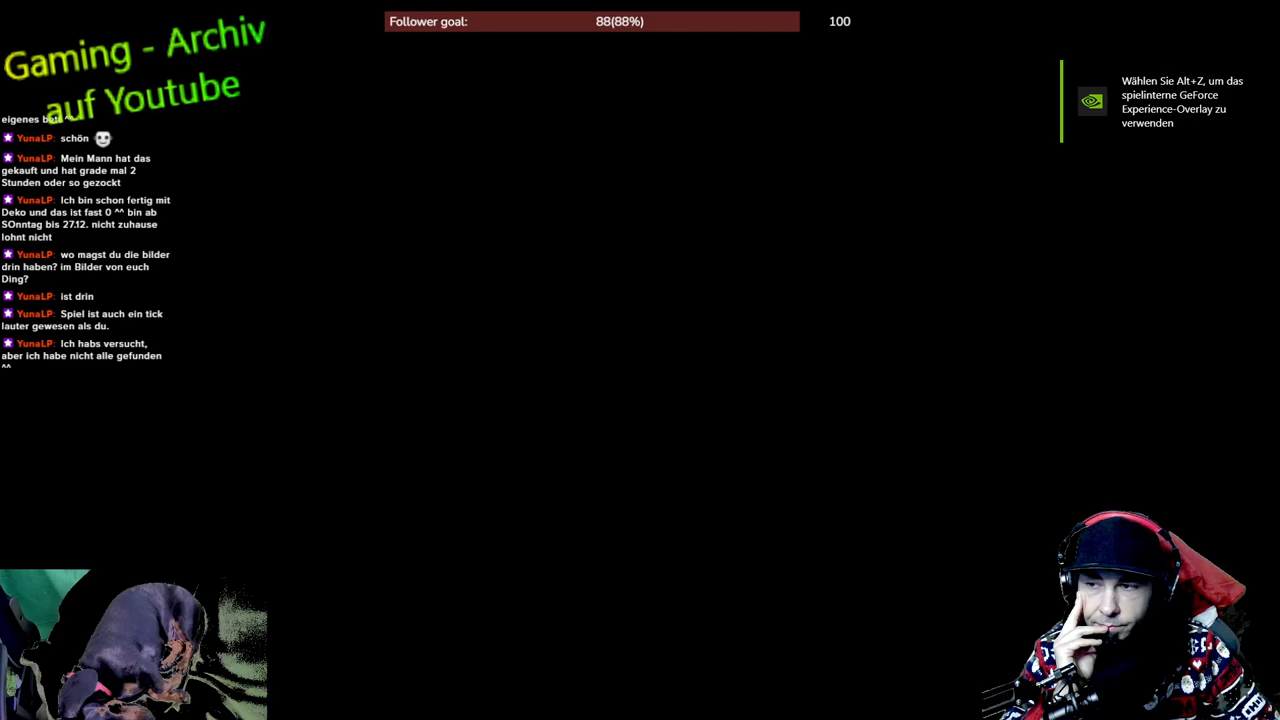 Follower goal: 88(88%) 100
Gaming - Archiv
auf Youtube
eigenes bett ^^
YunaLP: schön
YunaLP: Mein Mann hat das
gekauft und hat grade mal 2
Stunden oder so gezockt
YunaLP: Ich bin schon fertig mit
Deko und das ist fast 0 ^^ bin ab
SOnntag bis 27.12. nicht zuhause
lohnt nicht
YunaLP: wo magst du die bilder
drin haben? im Bilder von euch
Ding?
YunaLP: ist drin
YunaLP: Spiel ist auch ein tick
lauter gewesen als du.
YunaLP: Ich habs versucht,
aber ich habe nicht alle gefunden
^^
Wählen Sie Alt+Z, um das
spielinterne GeForce
Experience-Overlay zu
verwenden